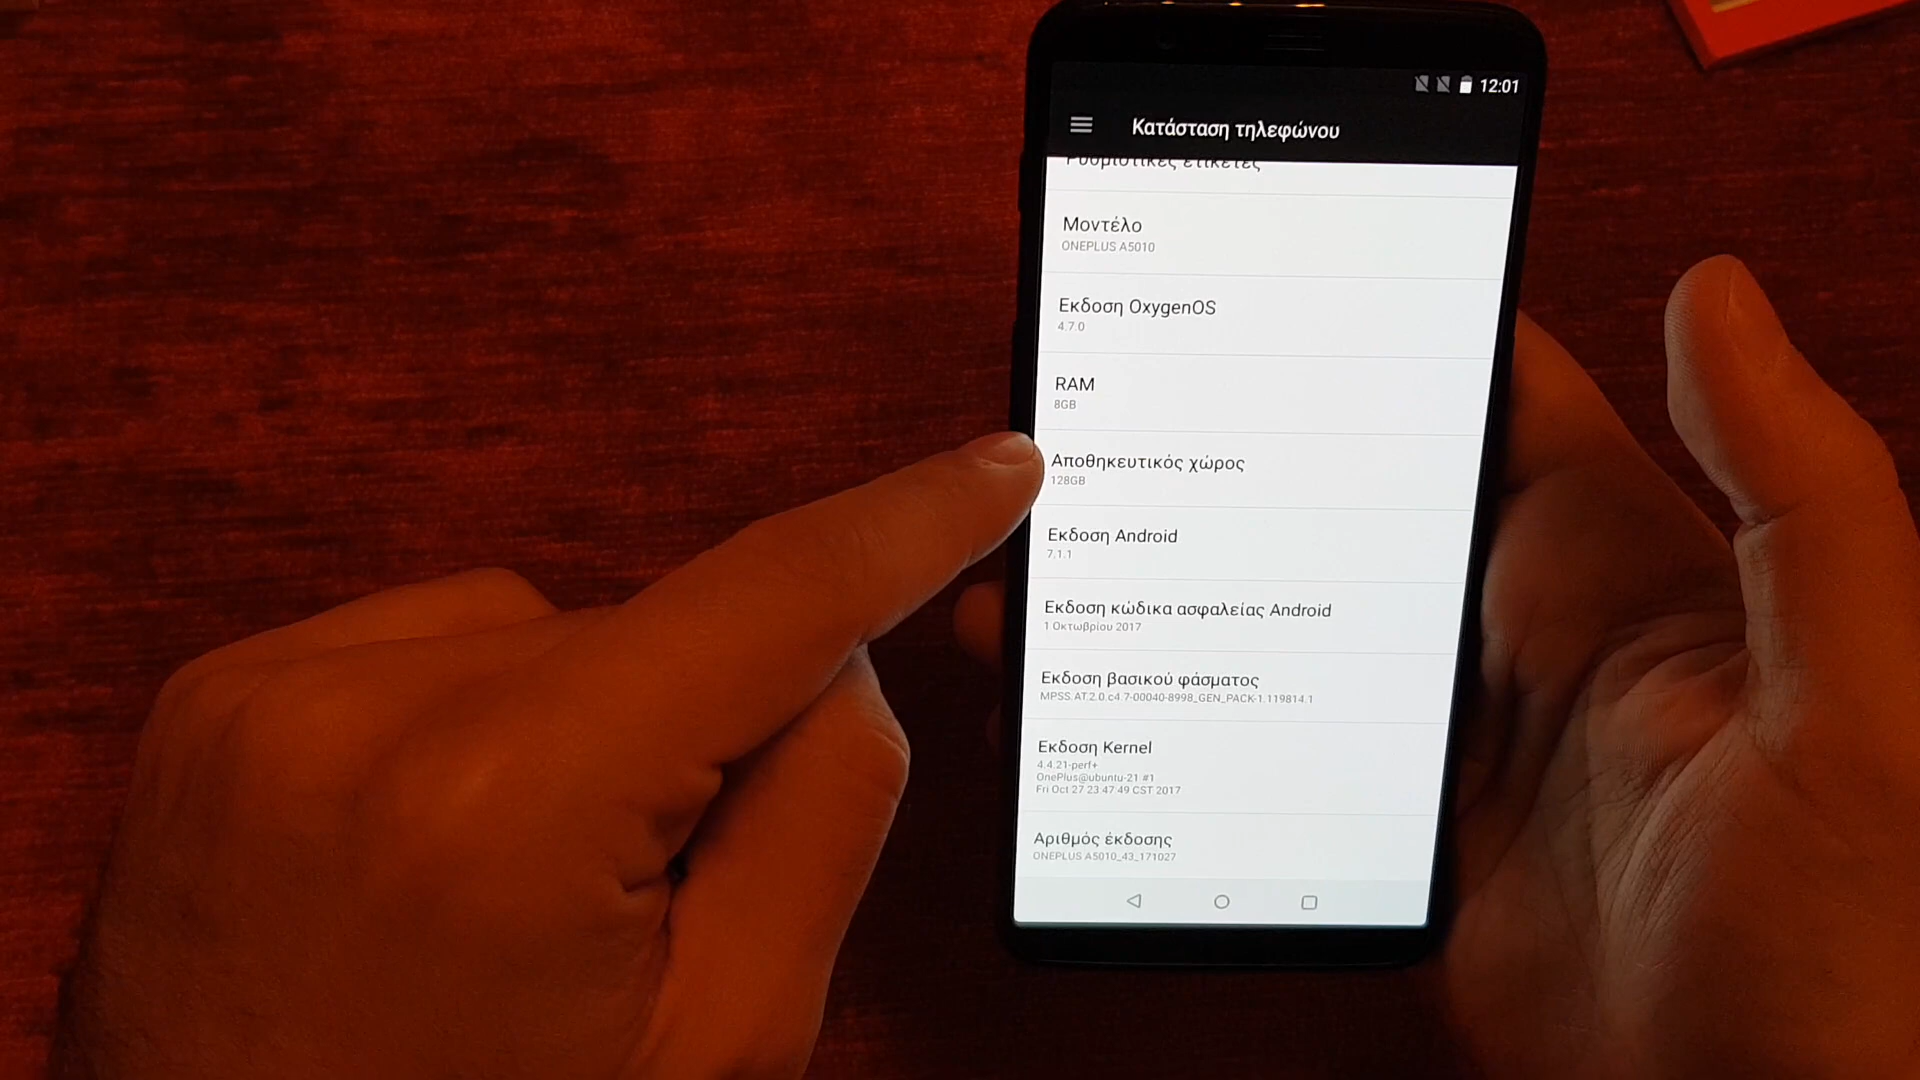 12:01
Κατάσταση τηλεφώνου
Ρυθμιστικές ετικέτες
Μοντέλο
ONEPLUS A5010
Εκδοση OxygenOS
4.7.0
RAM
8GB
Αποθηκευτικός χώρος
128GB
Εκδοση Android
7.1.1
Εκδοση κώδικα ασφαλείας Android
1 Οκτωβρίου 2017
Εκδοση βασικού φάσματος
MPSS.AT.2.0.c4.7-00040-8998_GEN_PACK-1.119814.1
Εκδοση Kernel
4.4.21-perf+
OnePlus@ubuntu-21 #1
Fri Oct 27 23:47:49 CST 2017
Αριθμός έκδοσης
ONEPLUS A5010_43_171027